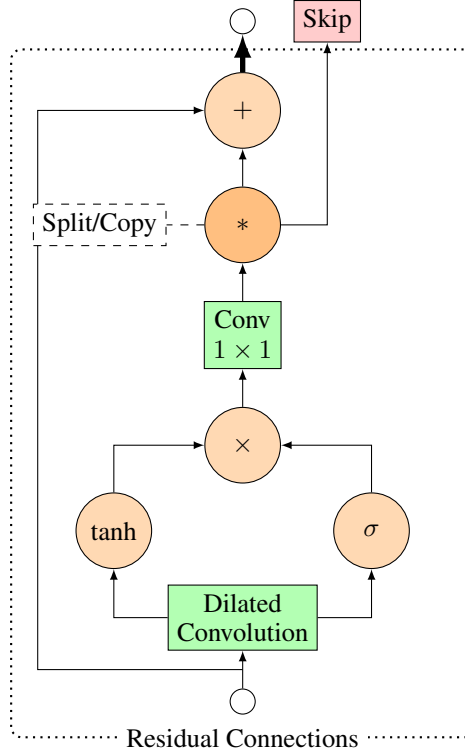 Skip
+
Split/Copy
*
Conv
1 × 1
×
tanh
σ
Dilated
Convolution
Residual Connections